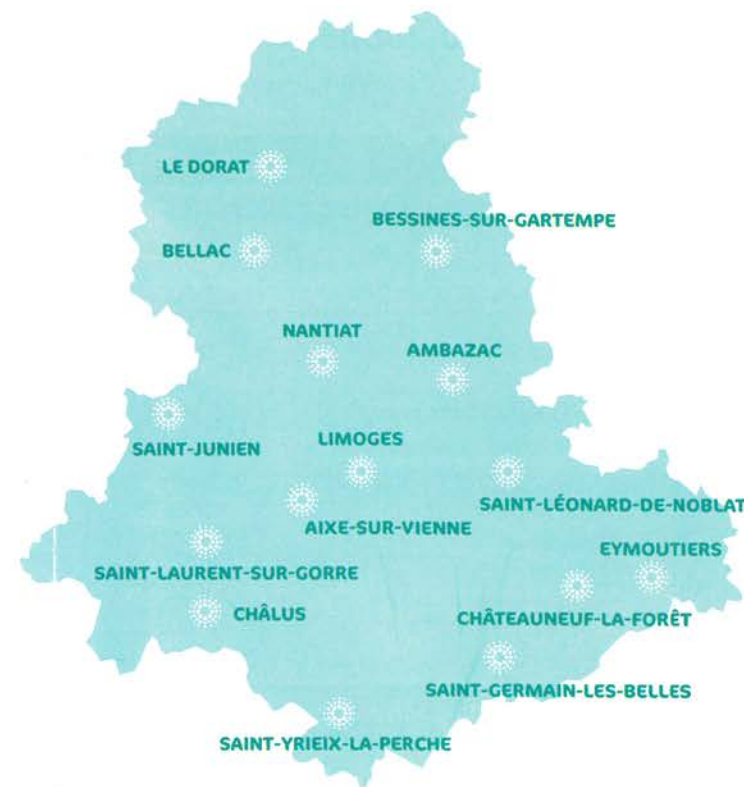 LE DORAT
BESSINES-SUR-GARTEMPE
BELLAC
NANTIAT
AMBAZAC
SAINT-JUNIEN
LIMOGES
SAINT-LÉONARD-DE-NOBLAT
AIXE-SUR-VIENNE
EYMOUTIERS
SAINT-LAURENT-SUR-GORRE
CHÂLUS
CHÂTEAUNEUF-LA-FORÊT
SAINT-GERMAIN-LES-BELLES
SAINT-YRIEIX-LA-PERCHE